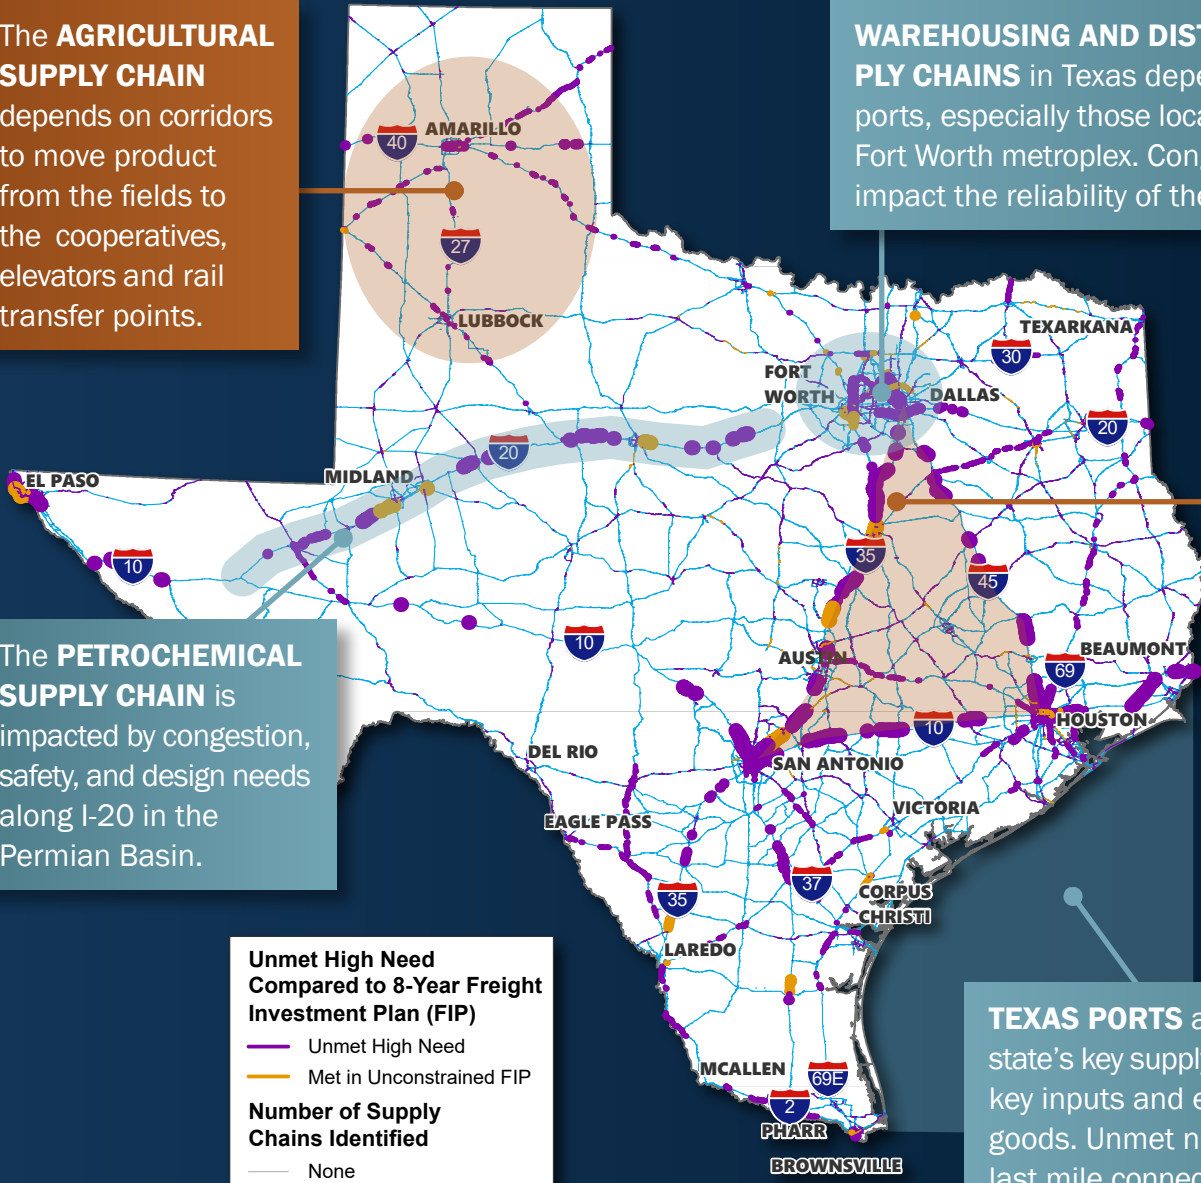 The AGRICULTURAL
SUPPLY CHAIN
depends on corridors
to move product
from the fields to
the cooperatives,
elevators and rail
transfer points.
WAREHOUSING AND DIST
PLY CHAINS in Texas depe
ports, especially those loca
Fort Worth metroplex. Con
impact the reliability of the
40
AMARILLO
27
LUBBOCK
TEXARKANA
30
FORT
WORTH
DALLAS
20
20
MIDLAND
EL PASO
10
35
45
10
AUSTIN
69
BEAUMONT
HOUSTON
10
DEL RIO
SAN ANTONIO
VICTORIA
EAGLE PASS
37
35
CORPUS
CHRISTI
LAREDO
MCALLEN
69E
2
PHARR
BROWNSVILLE
The PETROCHEMICAL
SUPPLY CHAIN is
impacted by congestion,
safety, and design needs
along I-20 in the
Permian Basin.
Unmet High Need
Compared to 8-Year Freight
Investment Plan (FIP)
Unmet High Need
Met in Unconstrained FIP
Number of Supply
Chains Identified
None
TEXAS PORTS a
state's key supply
key inputs and e
goods. Unmet n
last mile connec